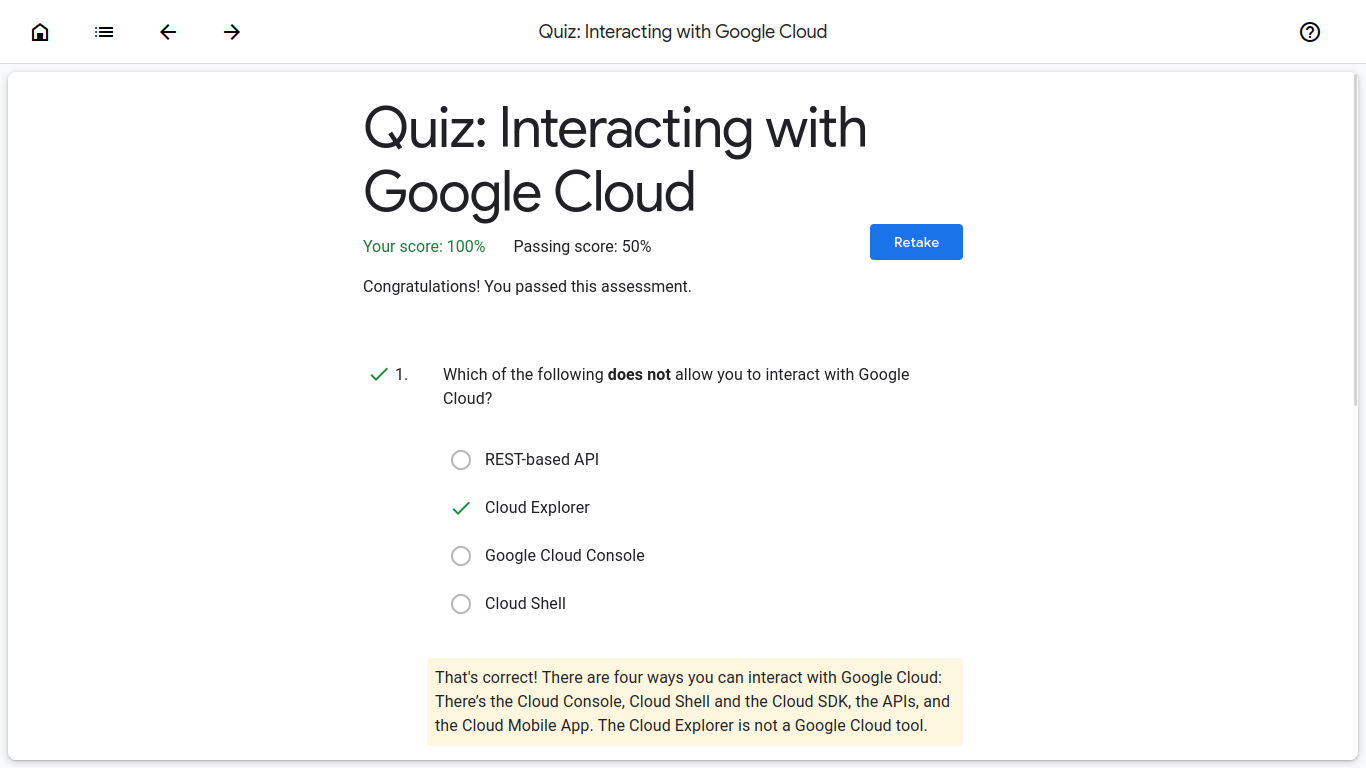 Quiz: Interacting with Google Cloud
Quiz: Interacting with
Google Cloud
Your score: 100% Passing score: 50% Retake
Congratulations! You passed this assessment.
1. Which of the following does not allow you to interact with Google
Cloud?
REST-based API
Cloud Explorer
Google Cloud Console
Cloud Shell
That's correct! There are four ways you can interact with Google Cloud:
There’s the Cloud Console, Cloud Shell and the Cloud SDK, the APIs, and
the Cloud Mobile App. The Cloud Explorer is not a Google Cloud tool.